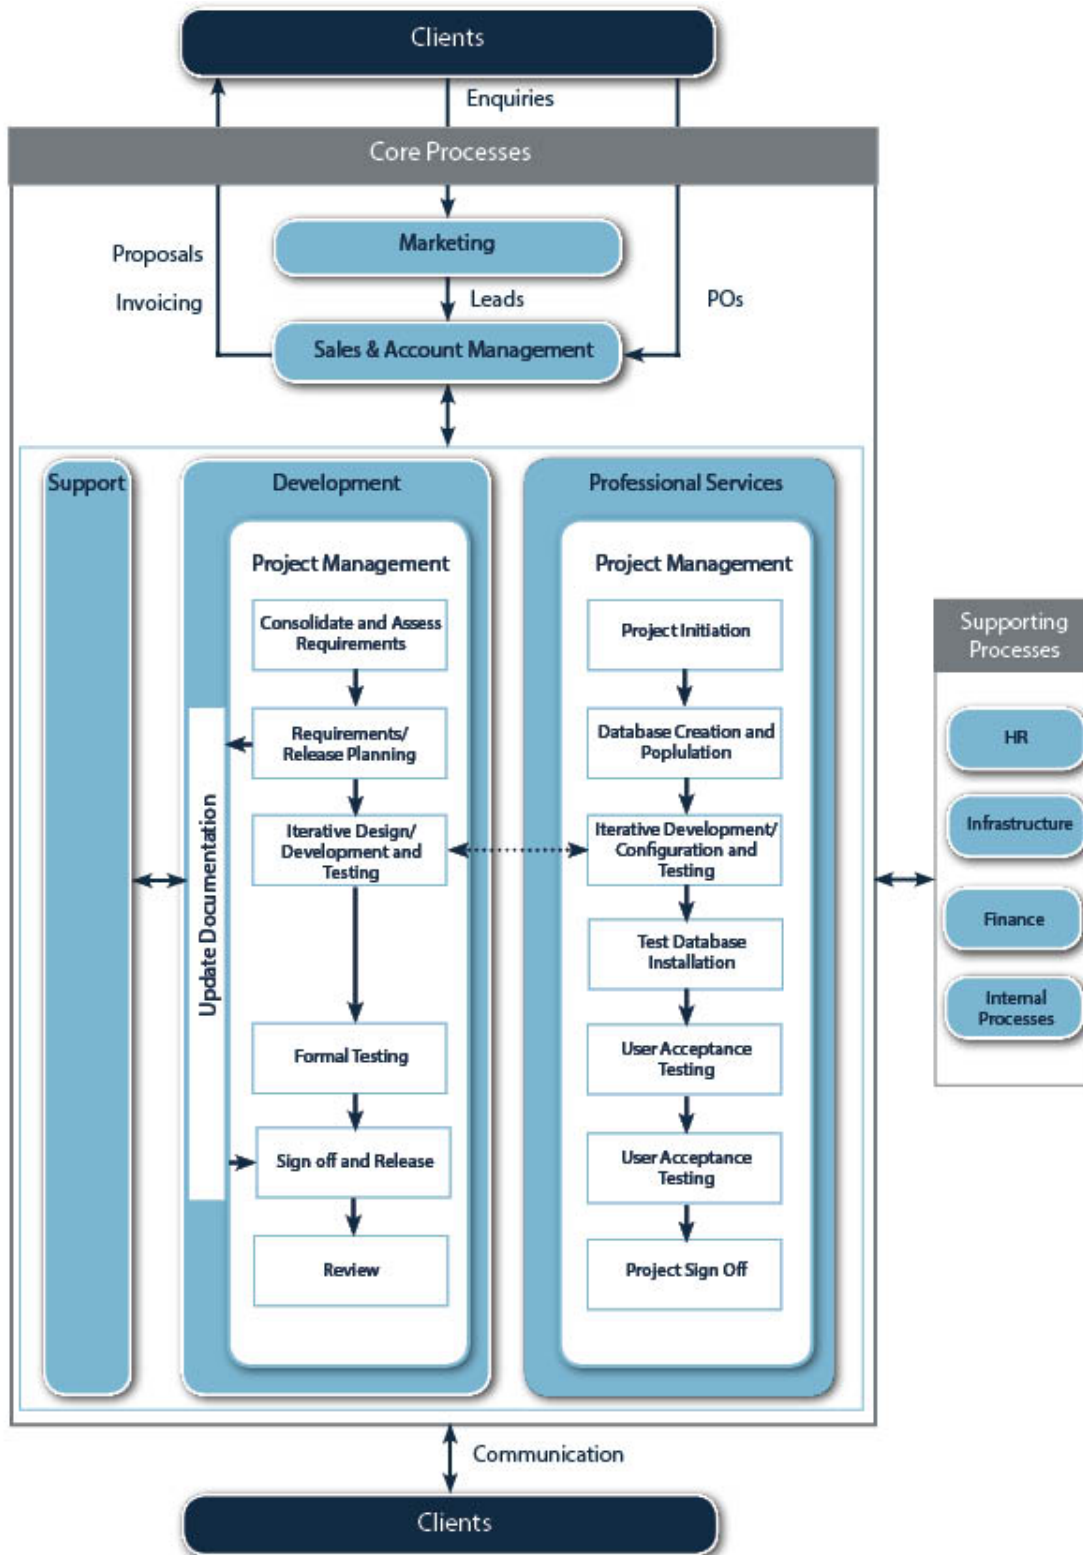 Clients
Enquiries
Core Processes
Marketing
Proposals
Invoicing
Leads
POs
Sales & Account Management
Support
Development
Project Management
Consolidate and Assess
Requirements
Requirements/
Release Planning
Iterative Design/
Development and
Testing
Update Documentation
Formal Testing
Sign off and Release
Review
Professional Services
Project Management
Project Initiation
Database Creation and
Poplulation
Iterative Development/
Configuration and
Testing
Test Database
Installation
User Acceptance
Testing
User Acceptance
Testing
Project Sign Off
Supporting
Processes
HR
Infrastructure
Finance
Internal
Processes
Communication
Clients